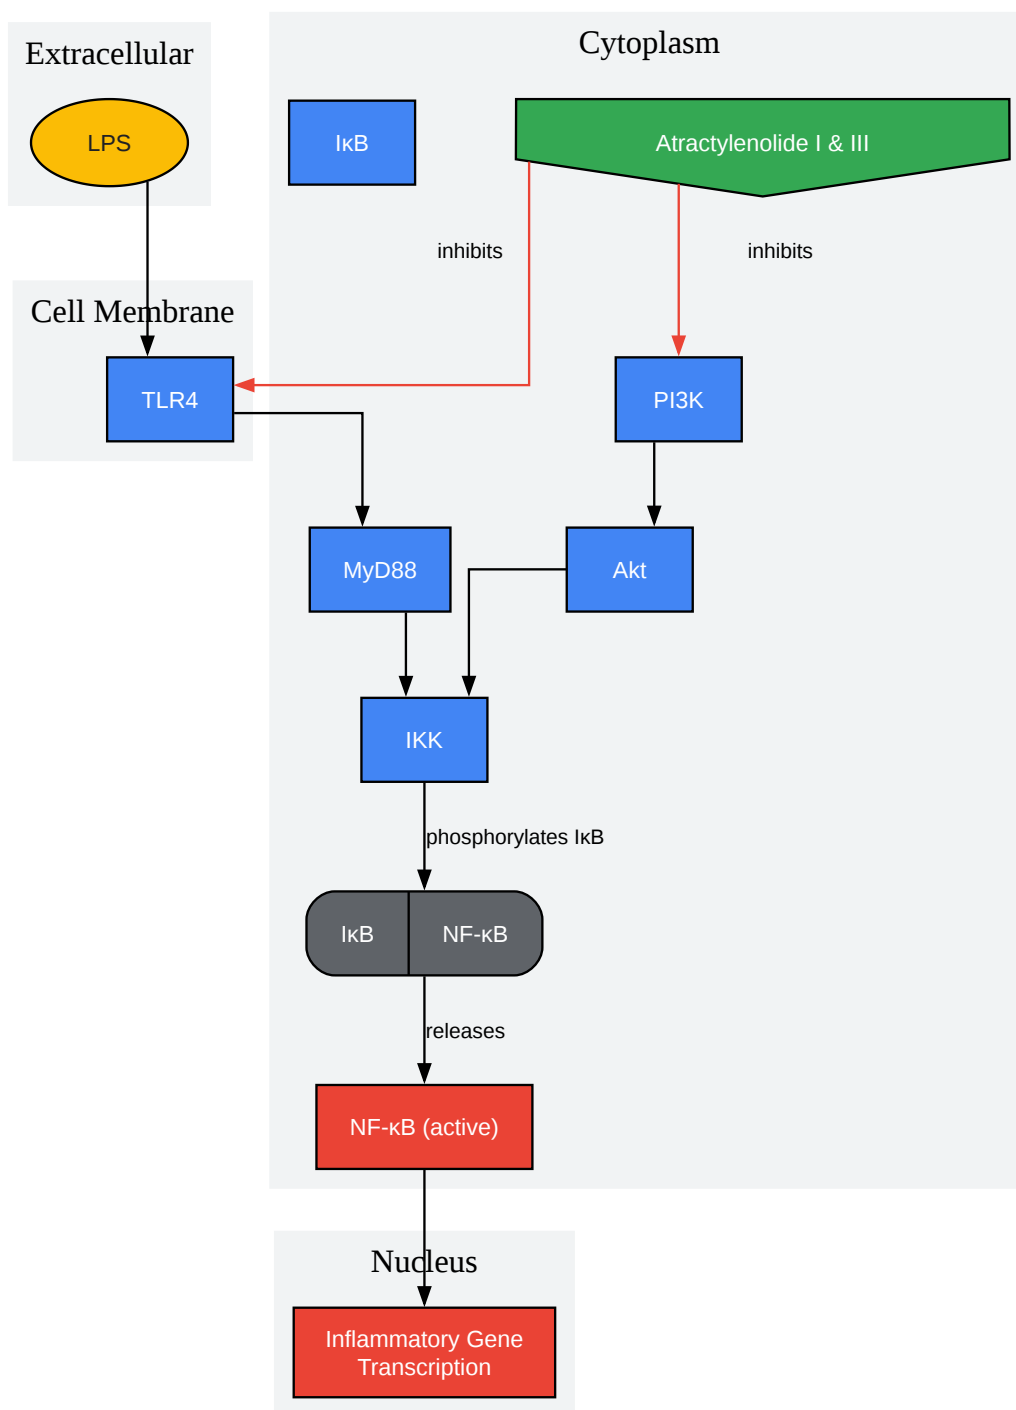 Extracellular
Cytoplasm
LPS
IκB
Atractylenolide I & III
inhibits
inhibits
Cell Membrane
TLR4
PI3K
MyD88
Akt
IKK
phosphorylates IκB
IκB
NF-κB
releases
NF-κB (active)
Nucleus
Inflammatory Gene
Transcription